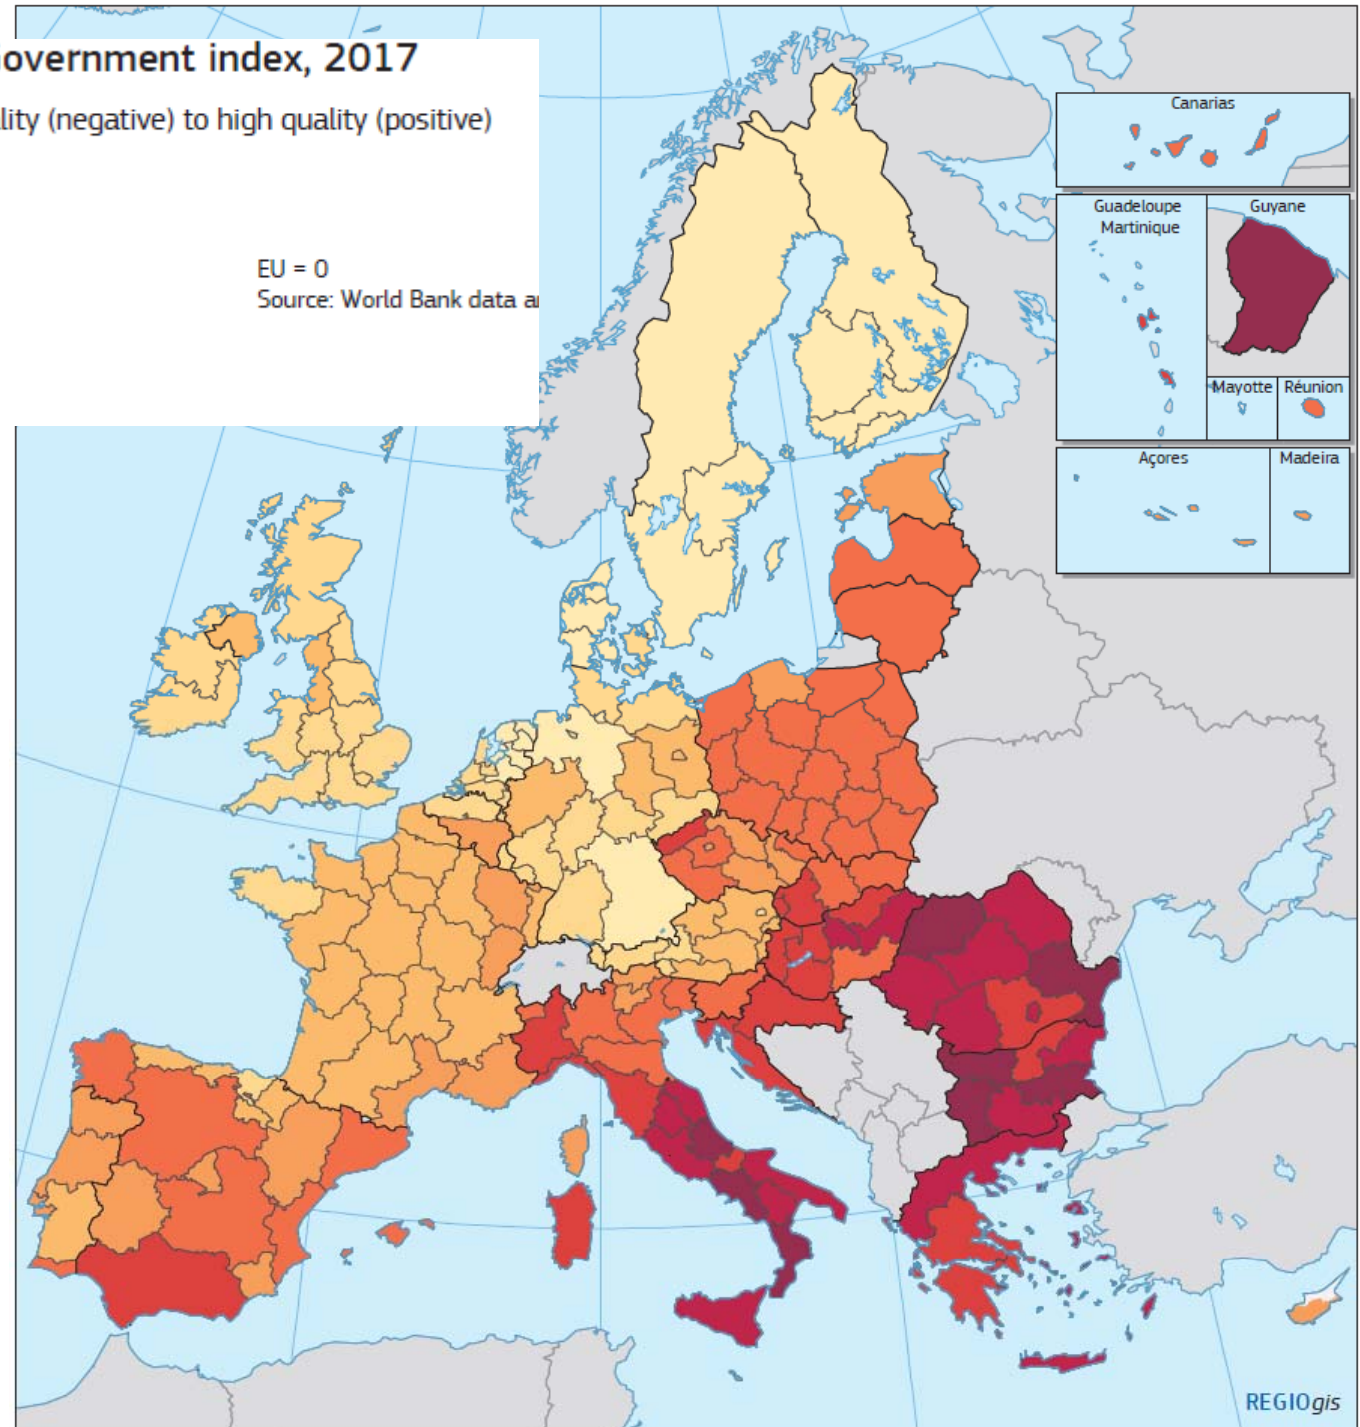 overnment index, 2017
lity (negative) to high quality (positive)
EU = 0
Source: World Bank data a
Canarias
Guadeloupe
Martinique
Guyane
Mayotte
Réunion
Açores
Madeira
REGIOgis